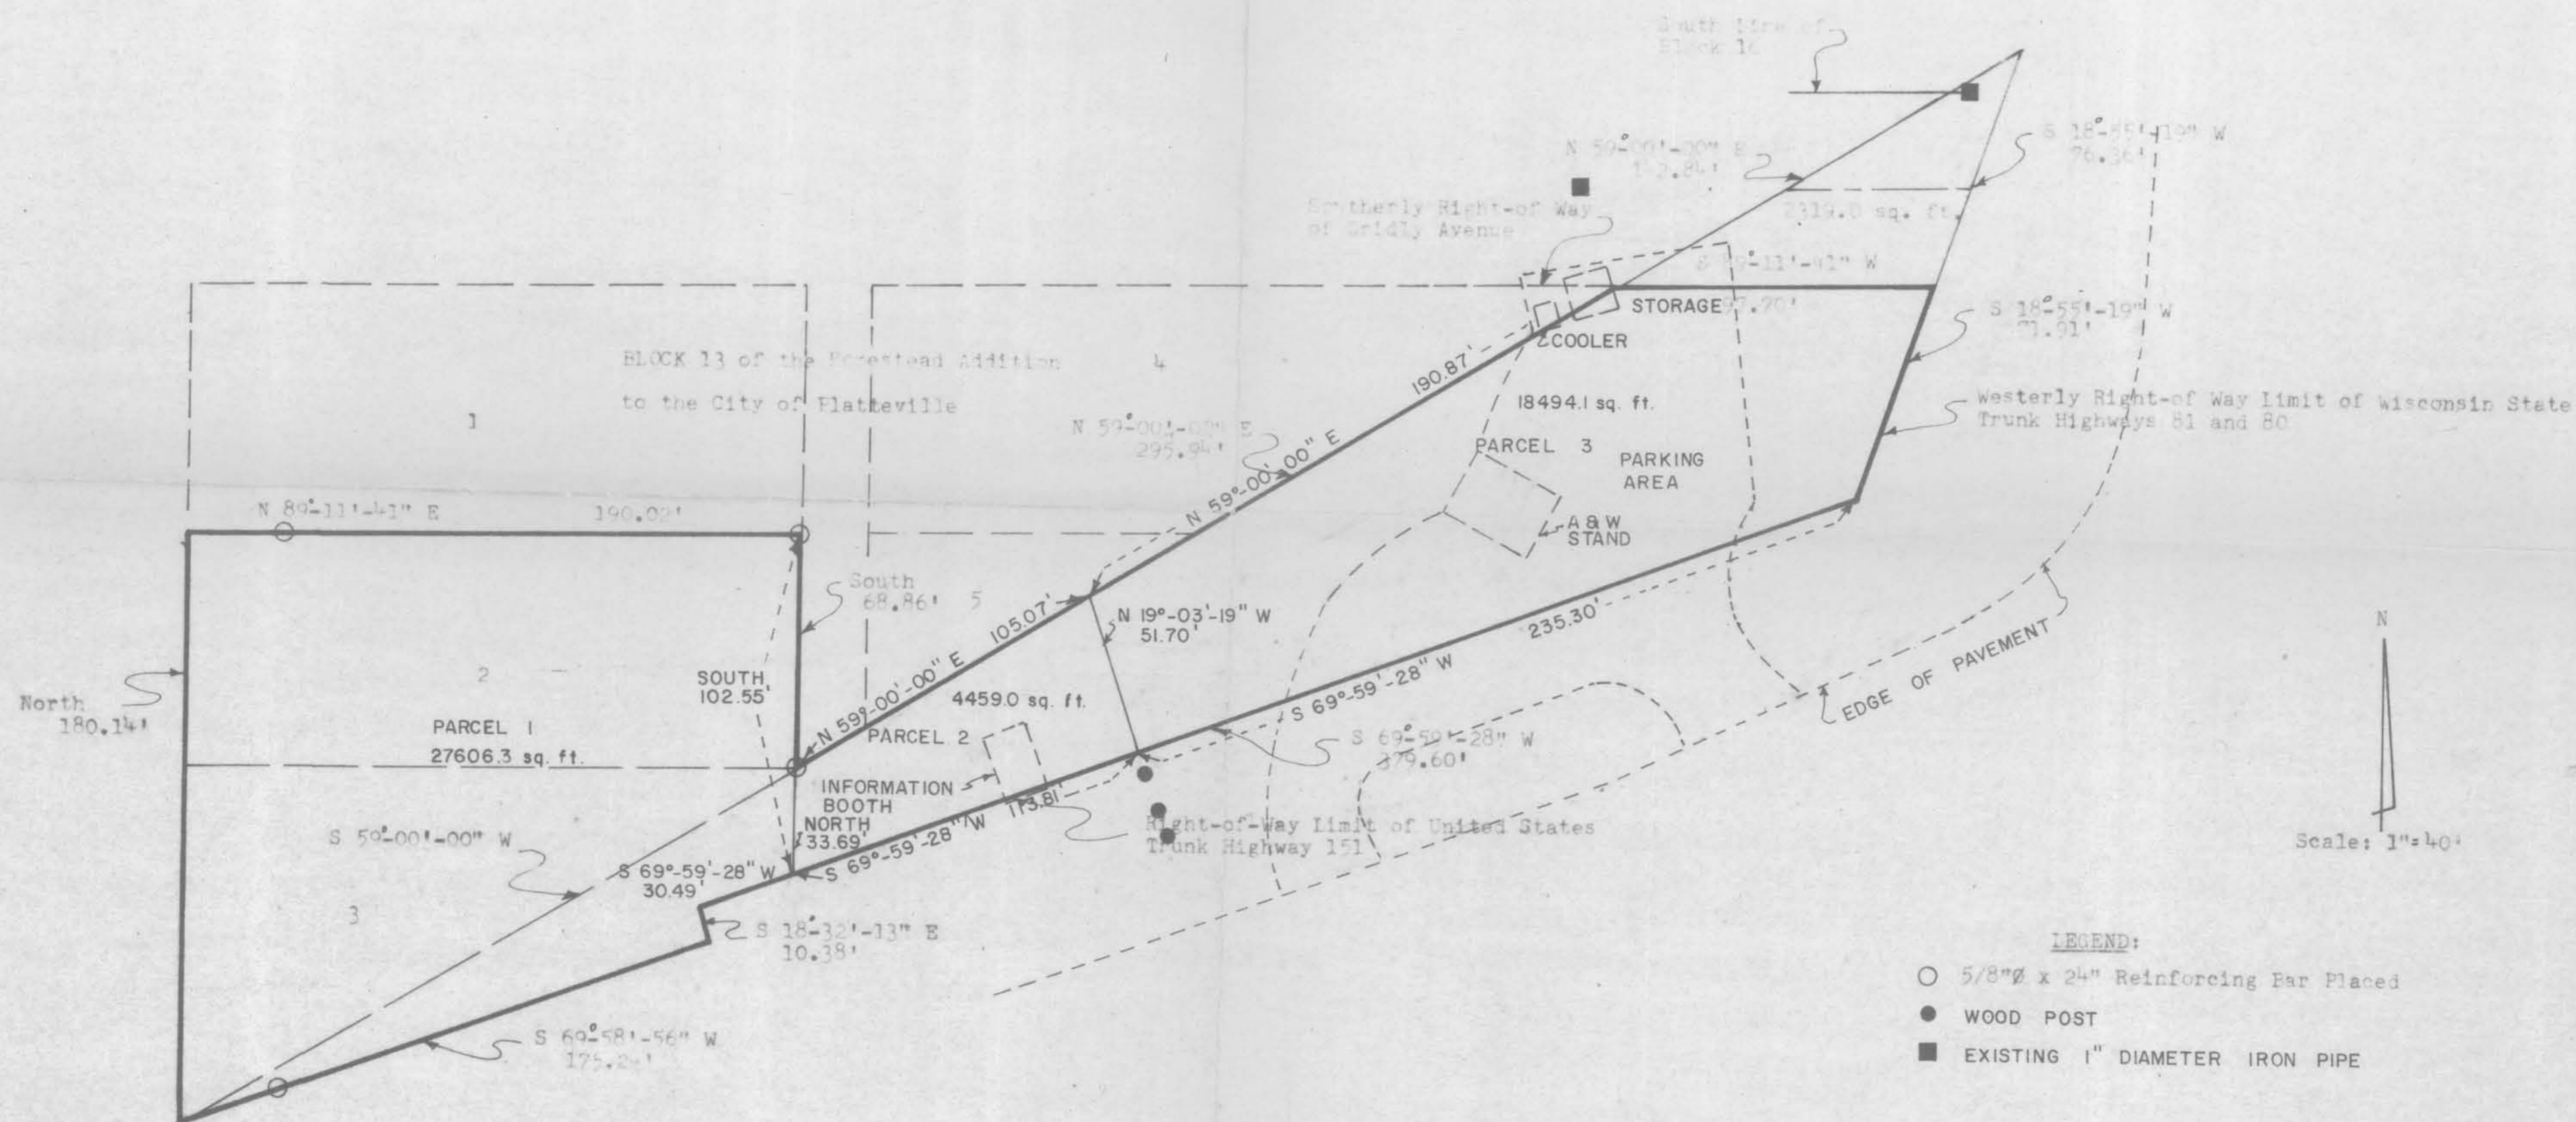 South Line of
Block 16
S 18°-55'-19" W
76.36'
N 59°-00'-00" E
Right-of Way
of Gridly Avenue
2319.0 sq. ft.
S 89°-11'-41" W
97.70'
STORAGE
COOLER
S 18°-55'-19" W
71.91'
BLOCK 13 of the Homestead Addition
to the City of Platteville
4
1
190.87'
18494.1 sq. ft.
Westerly Right-of Way Limit of Wisconsin State
Trunk Highways 81 and 80
N 59°-00'-00" E
295.94'
PARCEL 3
PARKING
AREA
N 59°-00'-00" E
A & W
STAND
N 89°-11'-41" E 190.02'
South
68.86'
5
105.07'
N 19°-03'-19" W
51.70'
235.30'
N
2
SOUTH
102.55'
North
180.14'
N 59°-00'-00" E
4459.0 sq. ft.
S 69°-59'-28" W
EDGE OF PAVEMENT
PARCEL 1
27606.3 sq. ft.
PARCEL 2
S 69°-59'-28" W
379.60'
INFORMATION
BOOTH
113.81'
NORTH
33.69'
S 69°-59'-28" W
Right-of-Way Limit of United States
Trunk Highway 151
Scale: 1"=40'
S 59°-00'-00" W
S 69°-59'-28" W
30.49'
3
S 18°-32'-13" E
10.38'
S 69°-58'-56" W
LEGEND:
5/8"Ø x 24" Reinforcing Bar Placed
WOOD POST
EXISTING 1" DIAMETER IRON PIPE